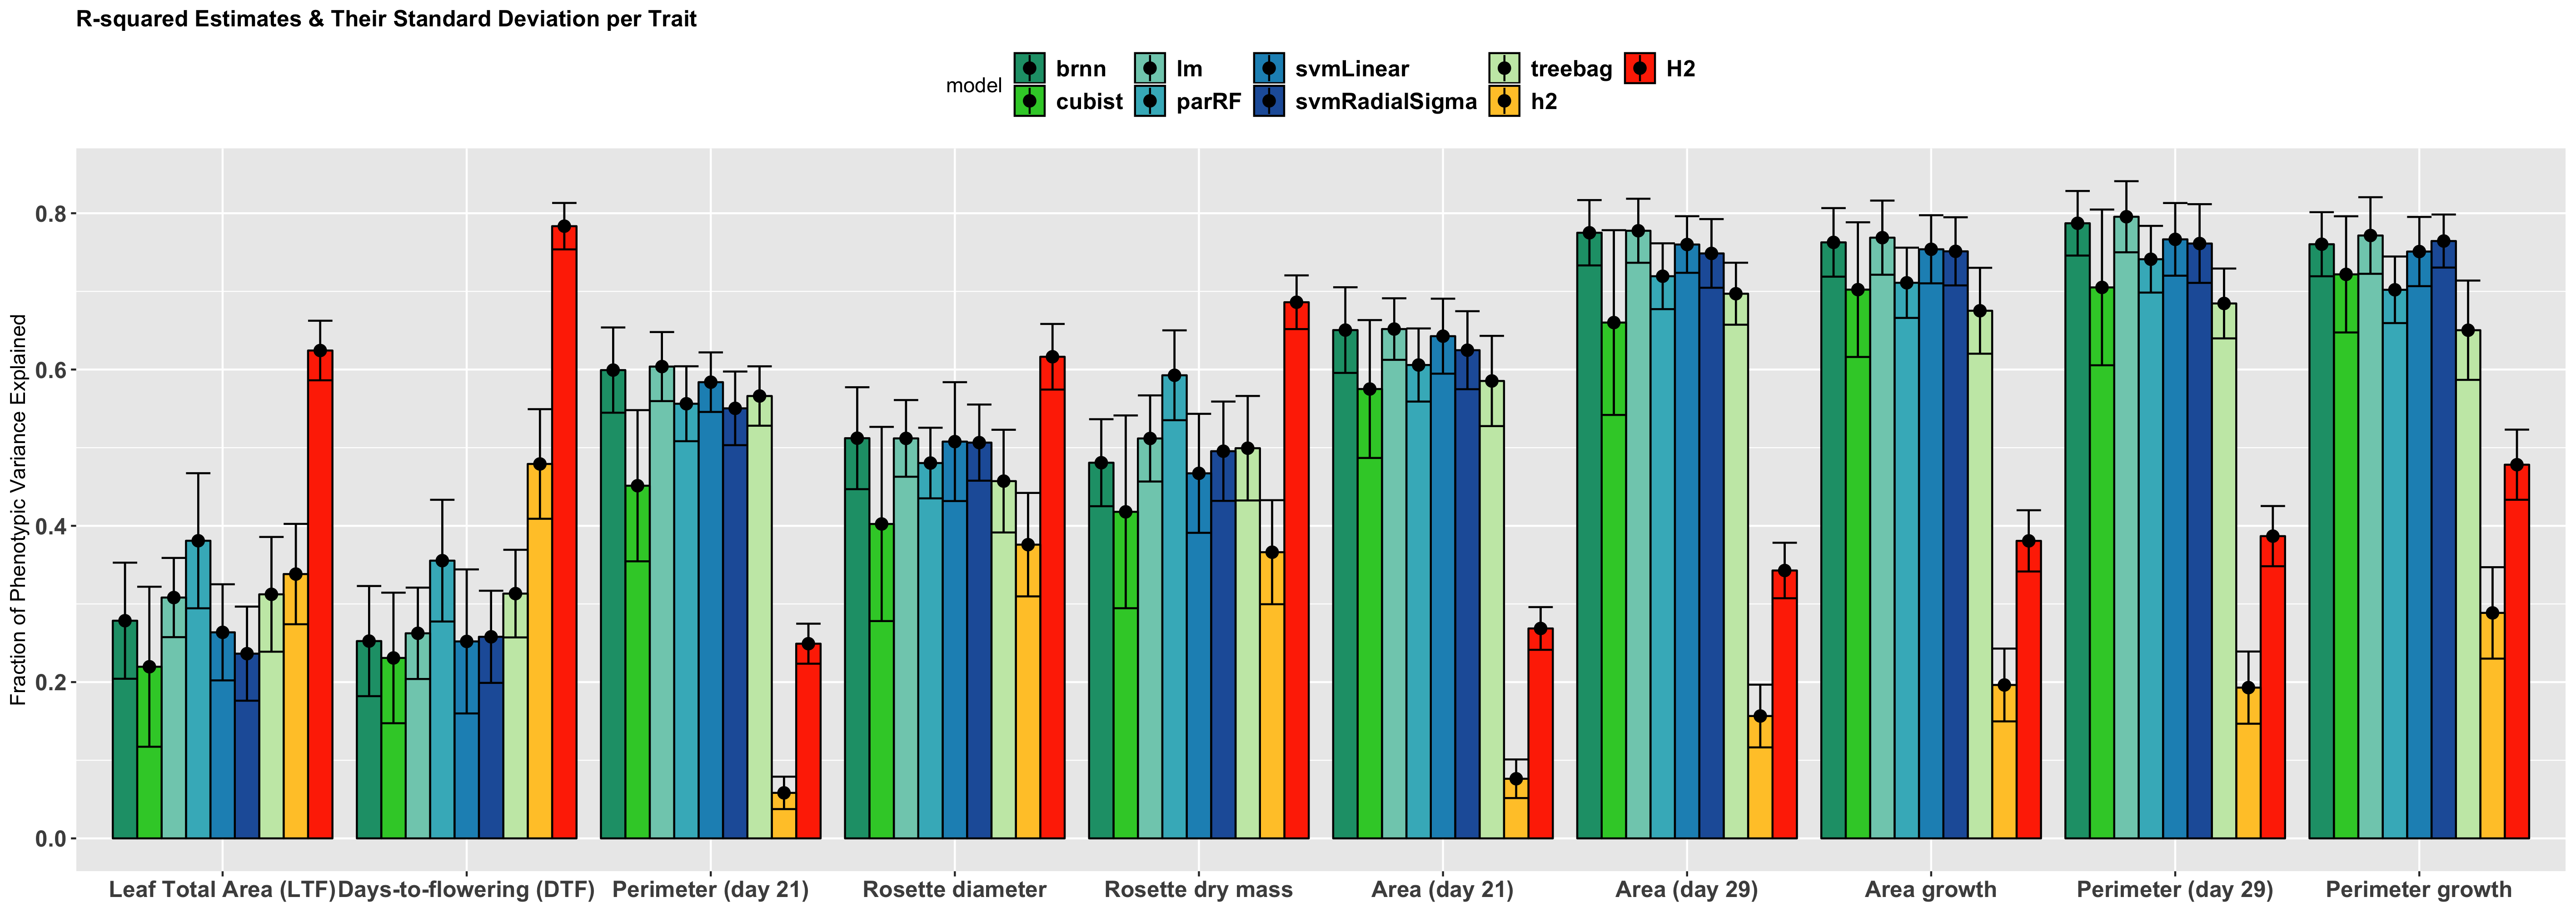 R-squared Estimates & Their Standard Deviation per Trait
model
brnn lm svmLinear treebag H2
cubist parRF svmRadialSigma h2
Fraction of Phenotypic Variance Explained
0.8
0.6
0.4
0.2
0.0
Leaf Total Area (LTF) Days-to-flowering (DTF) Perimeter (day 21) Rosette diameter Rosette dry mass Area (day 21) Area (day 29) Area growth Perimeter (day 29) Perimeter growth